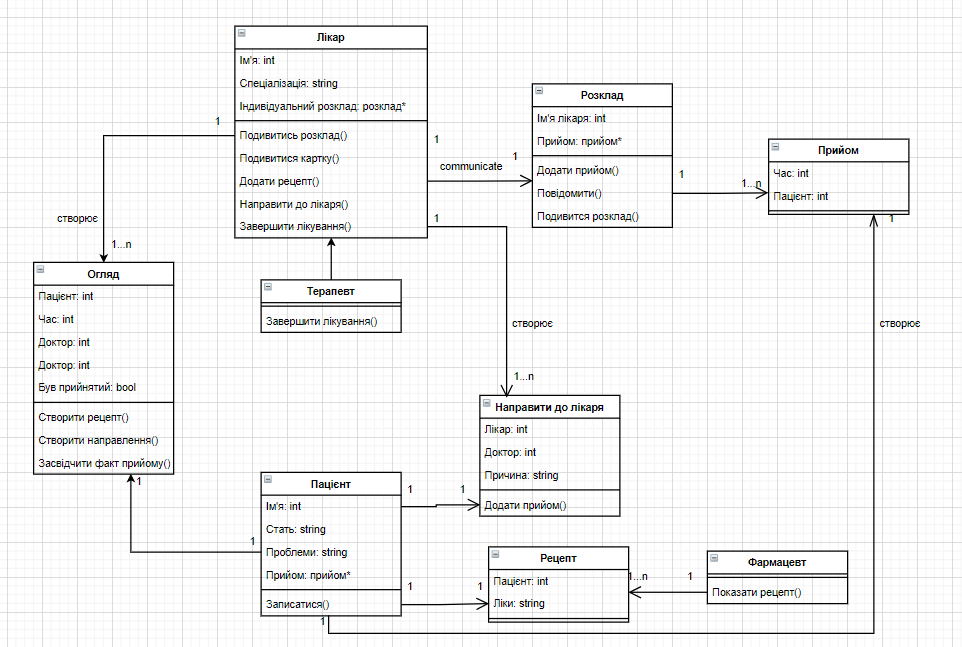 Лікар
Ім'я: int
Спеціалізація: string
Індивідуальний розклад: розклад*
Подивитись розклад()
Подивитися картку()
Додати рецепт()
Направити до лікаря()
Завершити лікування()
1
1
communicate
1
1
Розклад
Ім'я лікаря: int
Прийом: прийом*
Додати прийом()
Повідомити()
Подивится розклад()
1
1...n
Прийом
Час: int
Пацієнт: int
1
створює
створює
1...n
Огляд
Пацієнт: int
Час: int
Доктор: int
Доктор: int
Був прийнятий: bool
Створити рецепт()
Створити направлення()
Засвідчити факт прийому()
1
Терапевт
Завершити лікування()
створює
1...n
Направити до лікаря
Лікар: int
Доктор: int
Причина: string
Додати прийом()
Пацієнт
Ім'я: int
Стать: string
Проблеми: string
Прийом: прийом*
Записатися()
1
1
1
1
1
1
Рецепт
Пацієнт: int
Ліки: string
1...n
1
Фармацевт
Показати рецепт()